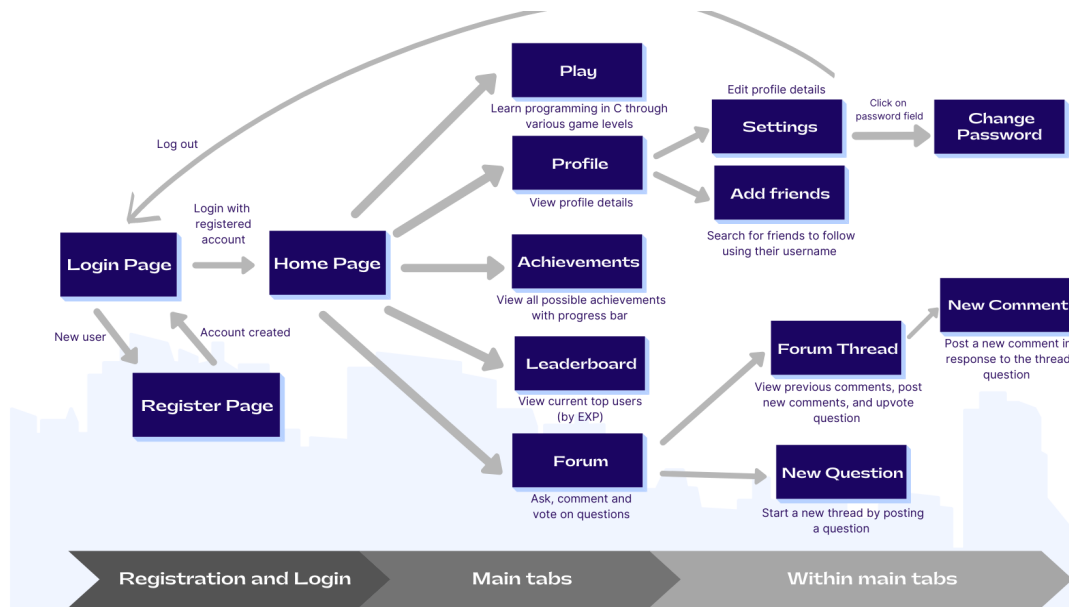 Play
Learn programming in C through
various game levels
Edit profile details
Settings
Click on
password field
Change
Password
Log out
Profile
View profile details
Add friends
Search for friends to follow
using their username
Login with
registered
account
Login Page
Home Page
Achievements
View all possible achievements
with progress bar
New user
Account created
Register Page
Leaderboard
View current top users
(by EXP)
Forum Thread
View previous comments, post
new comments, and upvote
question
New Comment
Post a new comment in
response to the thread
question
Forum
Ask, comment and
vote on questions
New Question
Start a new thread by posting
a question
Registration and Login
Main tabs
Within main tabs